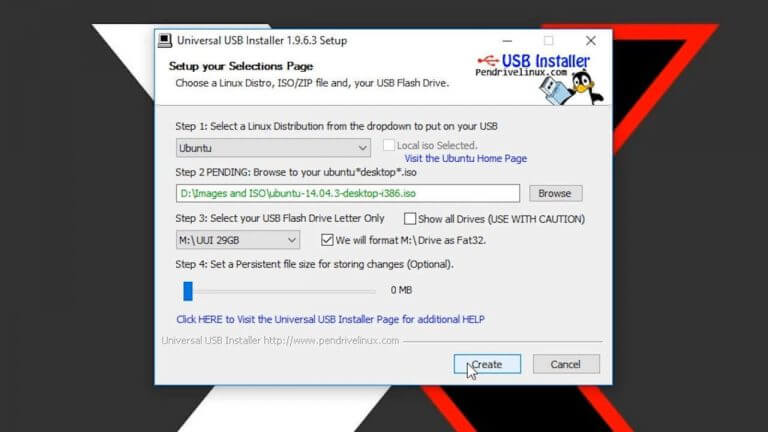 Universal USB Installer 1.9.6.3 Setup
Setup your Selections Page
Choose a Linux Distro, ISO/ZIP file and, your USB Flash Drive.
USB Installer
Pendrivelinux.com
Step 1: Select a Linux Distribution from the dropdown to put on your USB
Ubuntu
Local iso Selected.
Visit the Ubuntu Home Page
Step 2 PENDING: Browse to your ubuntu*desktop*.iso
D:\Images and ISO\ubuntu-14.04.3-desktop-i386.iso
Browse
Step 3: Select your USB Flash Drive Letter Only
Show all Drives (USE WITH CAUTION)
M:\UUI 29GB
We will format M:\Drive as Fat32.
Step 4: Set a Persistent file size for storing changes (Optional).
0 MB
Click HERE to Visit the Universal USB Installer Page for additional HELP
Universal USB Installer http://www.pendrivelinux.com
Create
Cancel